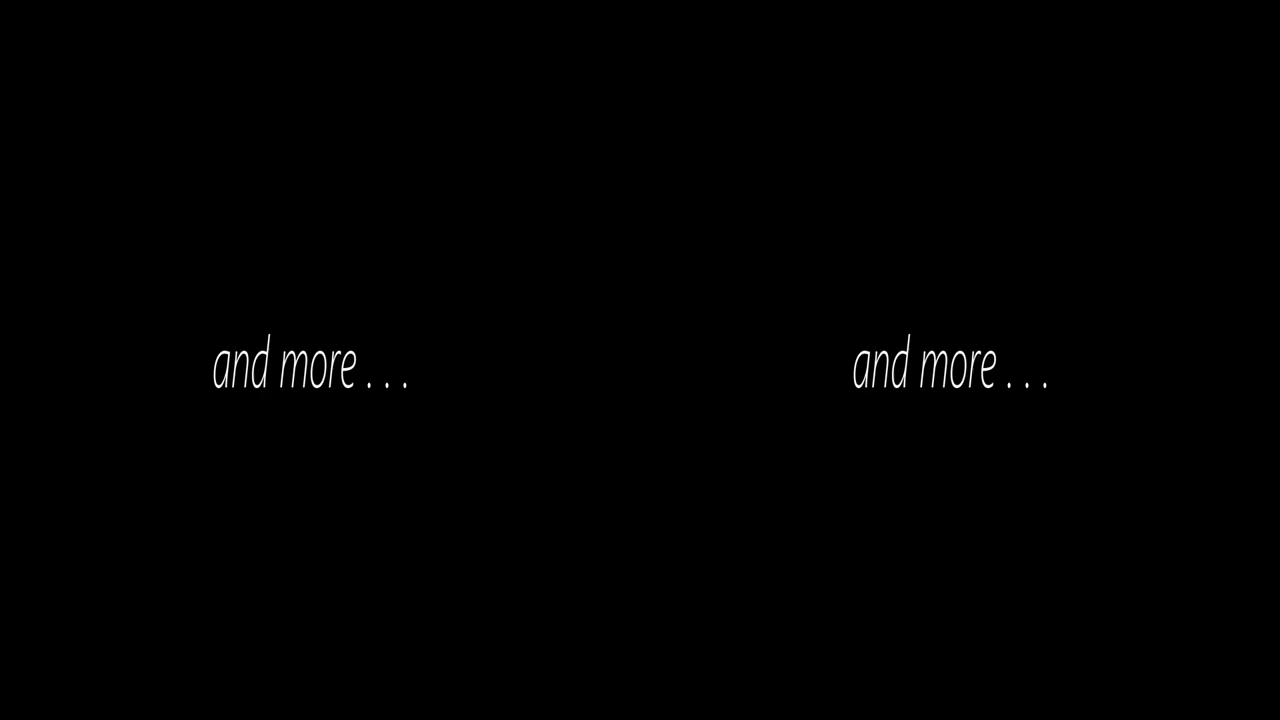 and more . . .
and more . . .